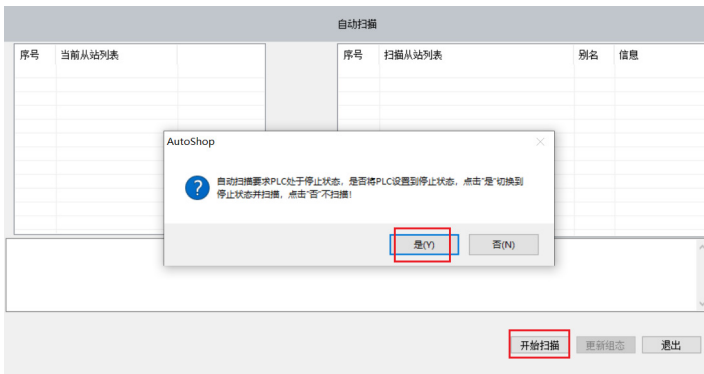 自动扫描
序号 当前从站列表
序号 扫描从站列表 别名 信息
AutoShop
自动扫描要求PLC处于停止状态，是否将PLC设置到停止状态，点击"是"切换到
停止状态并扫描，点击"否"不扫描!
是(Y) 否(N)
开始扫描 更新组态 退出